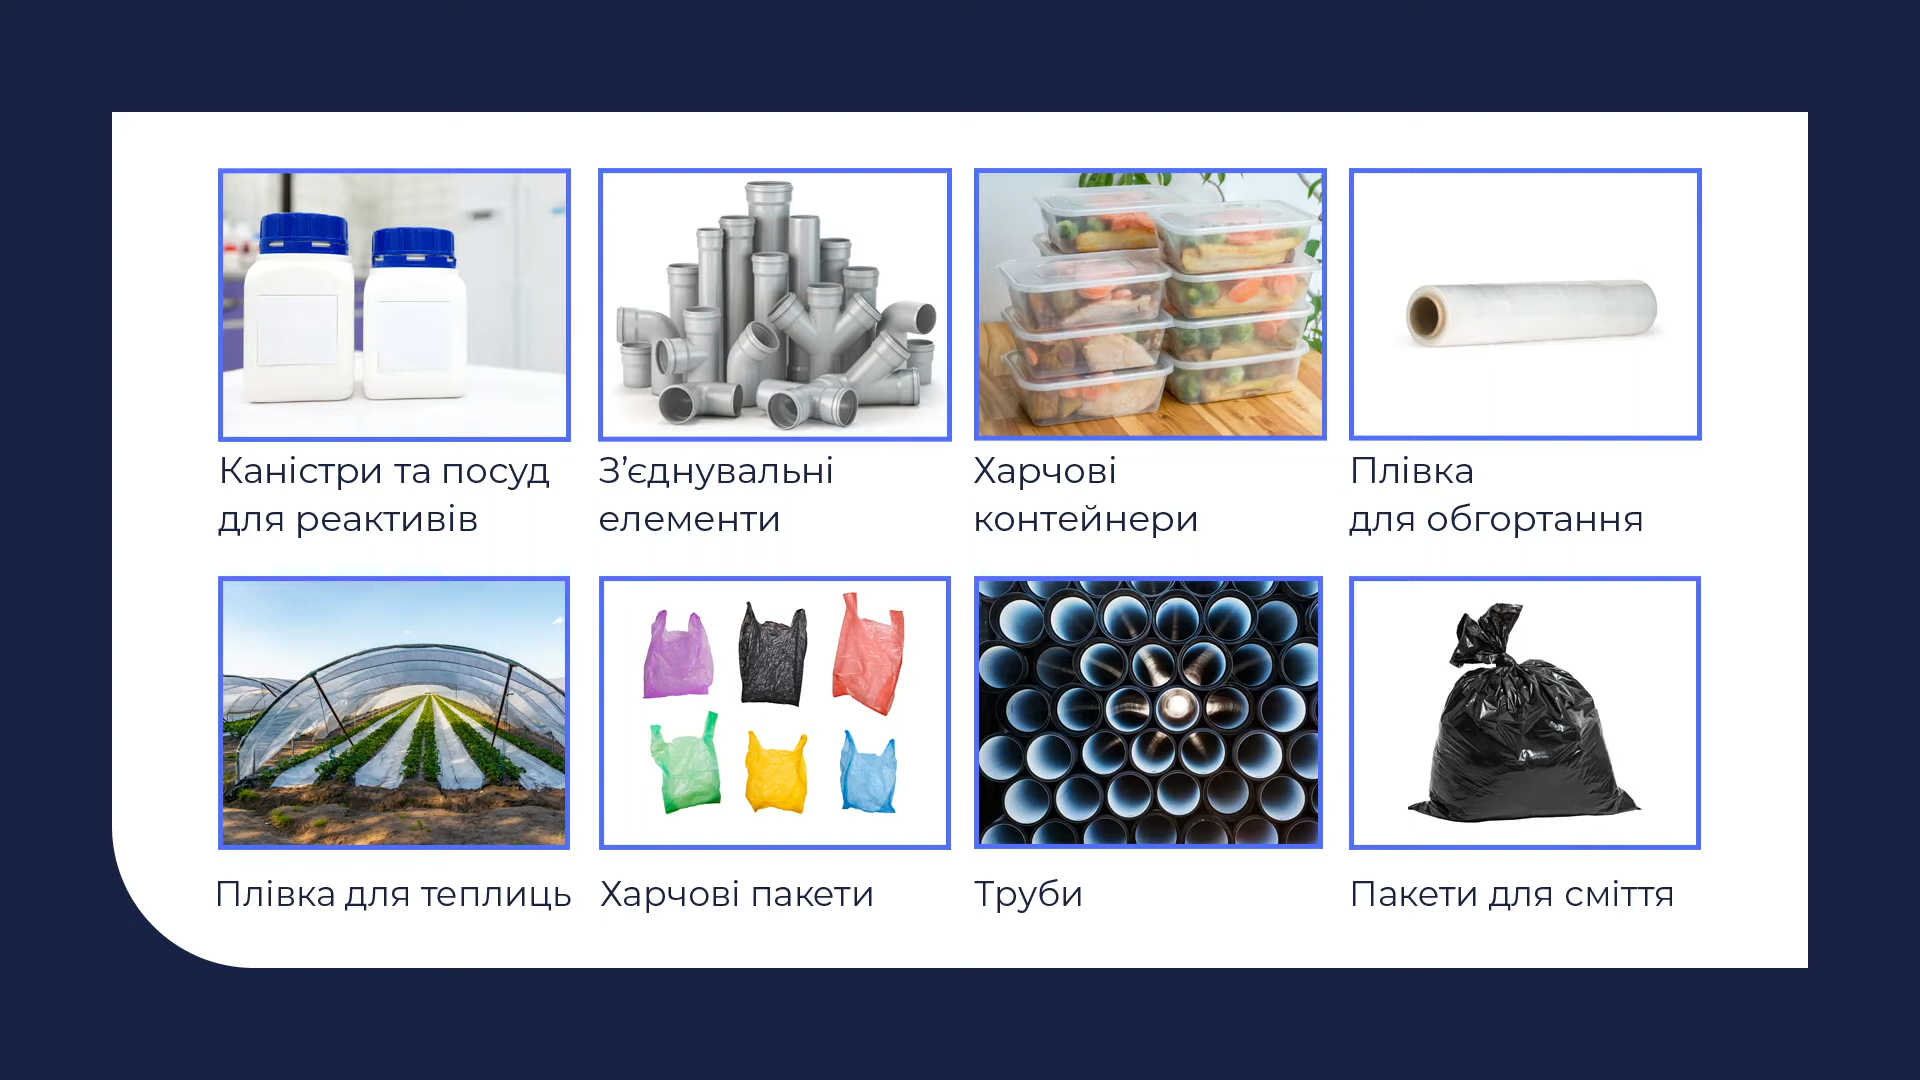 Каністри та посуд
для реактивів
З’єднувальні
елементи
Харчові
контейнери
Плівка
для обгортання
Плівка для теплиць
Харчові пакети
Труби
Пакети для сміття